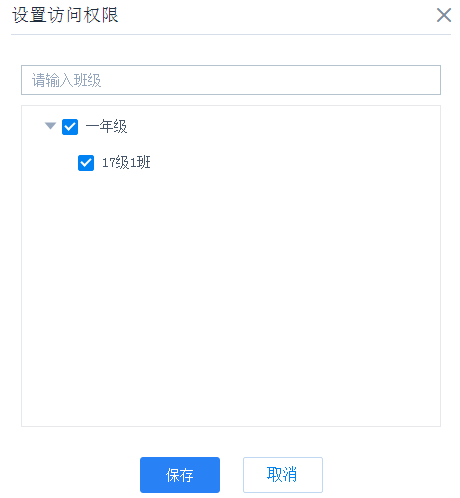 设置访问权限
请输入班级
一年级
17级1班
保存
取消